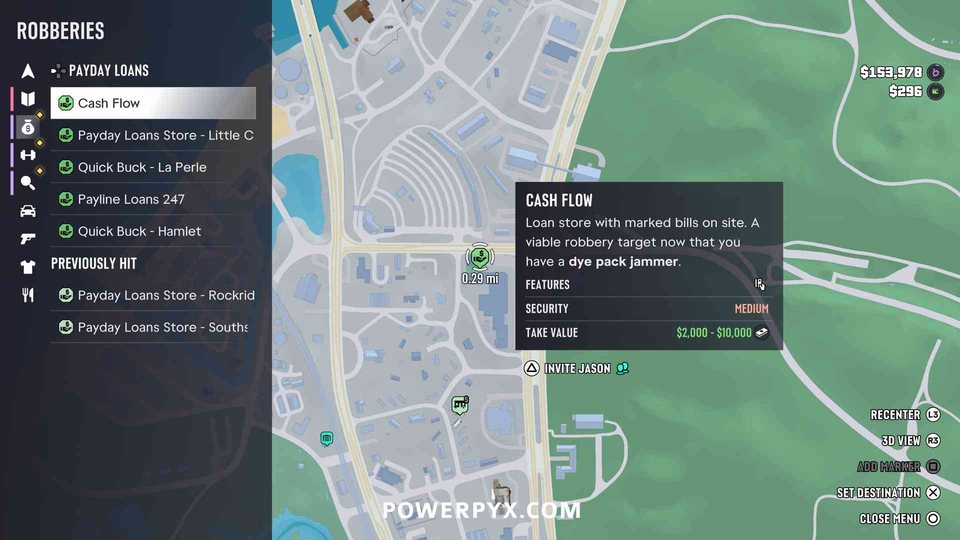 ROBBERIES
PAYDAY LOANS
Cash Flow
Payday Loans Store - Little C
Quick Buck - La Perle
Payline Loans 247
Quick Buck - Hamlet
PREVIOUSLY HIT
Payday Loans Store - Rockrid
Payday Loans Store - Souths
$153,978
$296
0.29 mi
CASH FLOW
Loan store with marked bills on site. A
viable robbery target now that you
have a dye pack jammer.
FEATURES
SECURITY MEDIUM
TAKE VALUE $2,000 - $10,000
INVITE JASON
RECENTER L3
3D VIEW R3
ADD MARKER
SET DESTINATION
CLOSE MENU
POWERPYX.COM